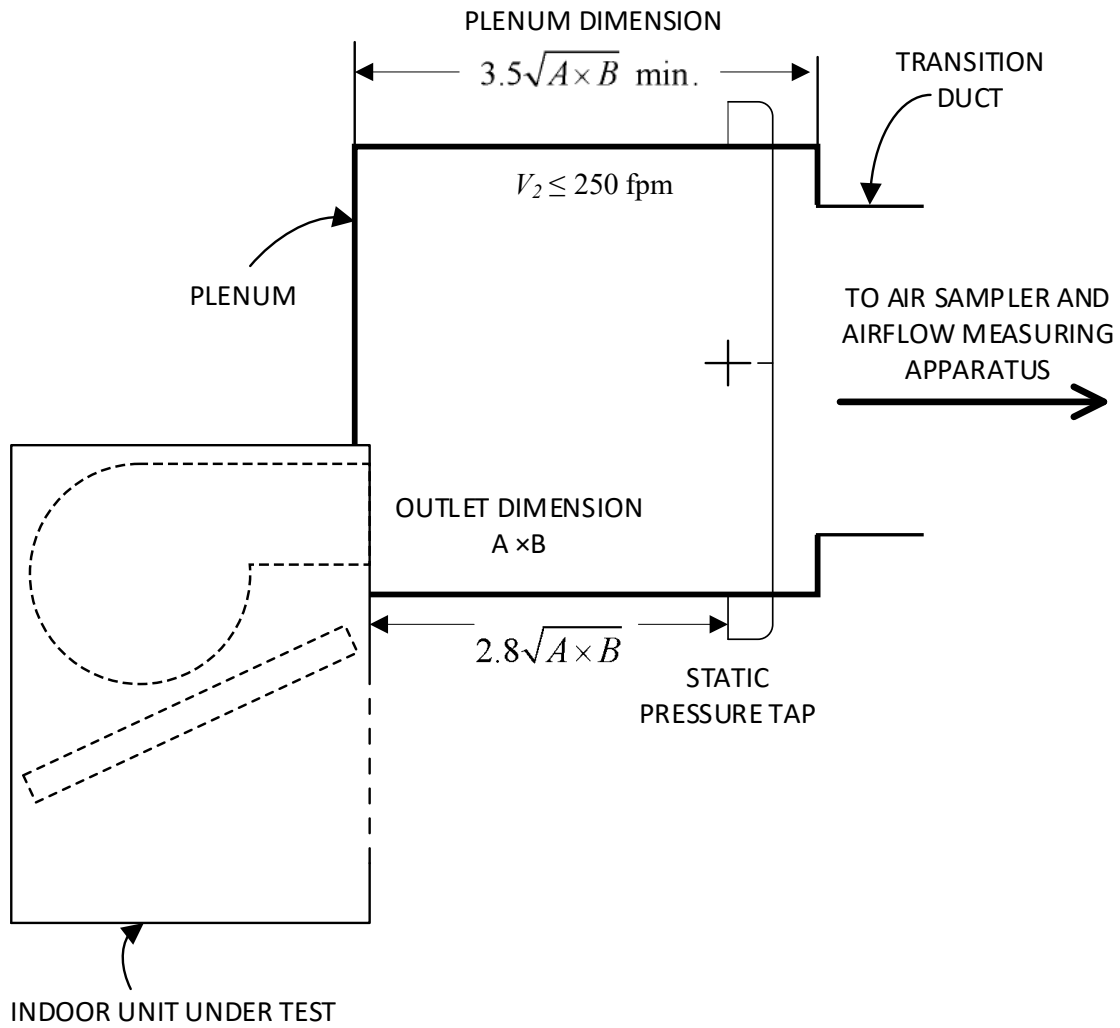 PLENUM DIMENSION
3.5√A × B min.
TRANSITION
DUCT
V₂ ≤ 250 fpm
PLENUM
TO AIR SAMPLER AND
AIRFLOW MEASURING
APPARATUS
OUTLET DIMENSION
A ×B
2.8√A × B
STATIC
PRESSURE TAP
INDOOR UNIT UNDER TEST